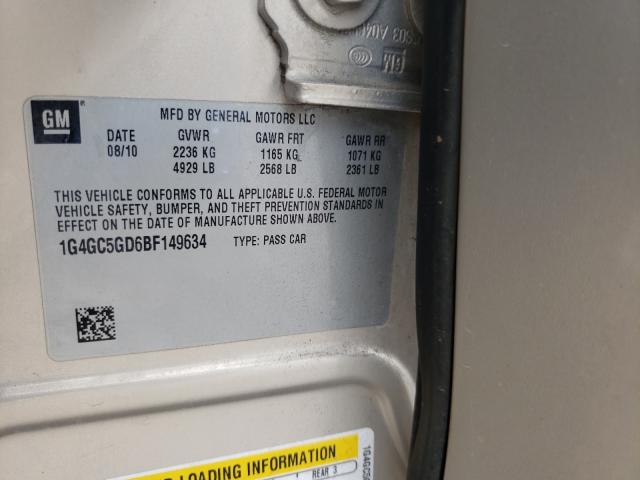 GM
MFD BY GENERAL MOTORS LLC
DATE GVWR GAWR FRT GAWR RR
08/10 2236 KG 1165 KG 1071 KG
4929 LB 2568 LB 2361 LB
THIS VEHICLE CONFORMS TO ALL APPLICABLE U.S. FEDERAL MOTOR
VEHICLE SAFETY, BUMPER, AND THEFT PREVENTION STANDARDS IN
EFFECT ON THE DATE OF MANUFACTURE SHOWN ABOVE.
1G4GC5GD6BF149634 TYPE: PASS CAR
GM
LOADING INFORMATION
REAR 3